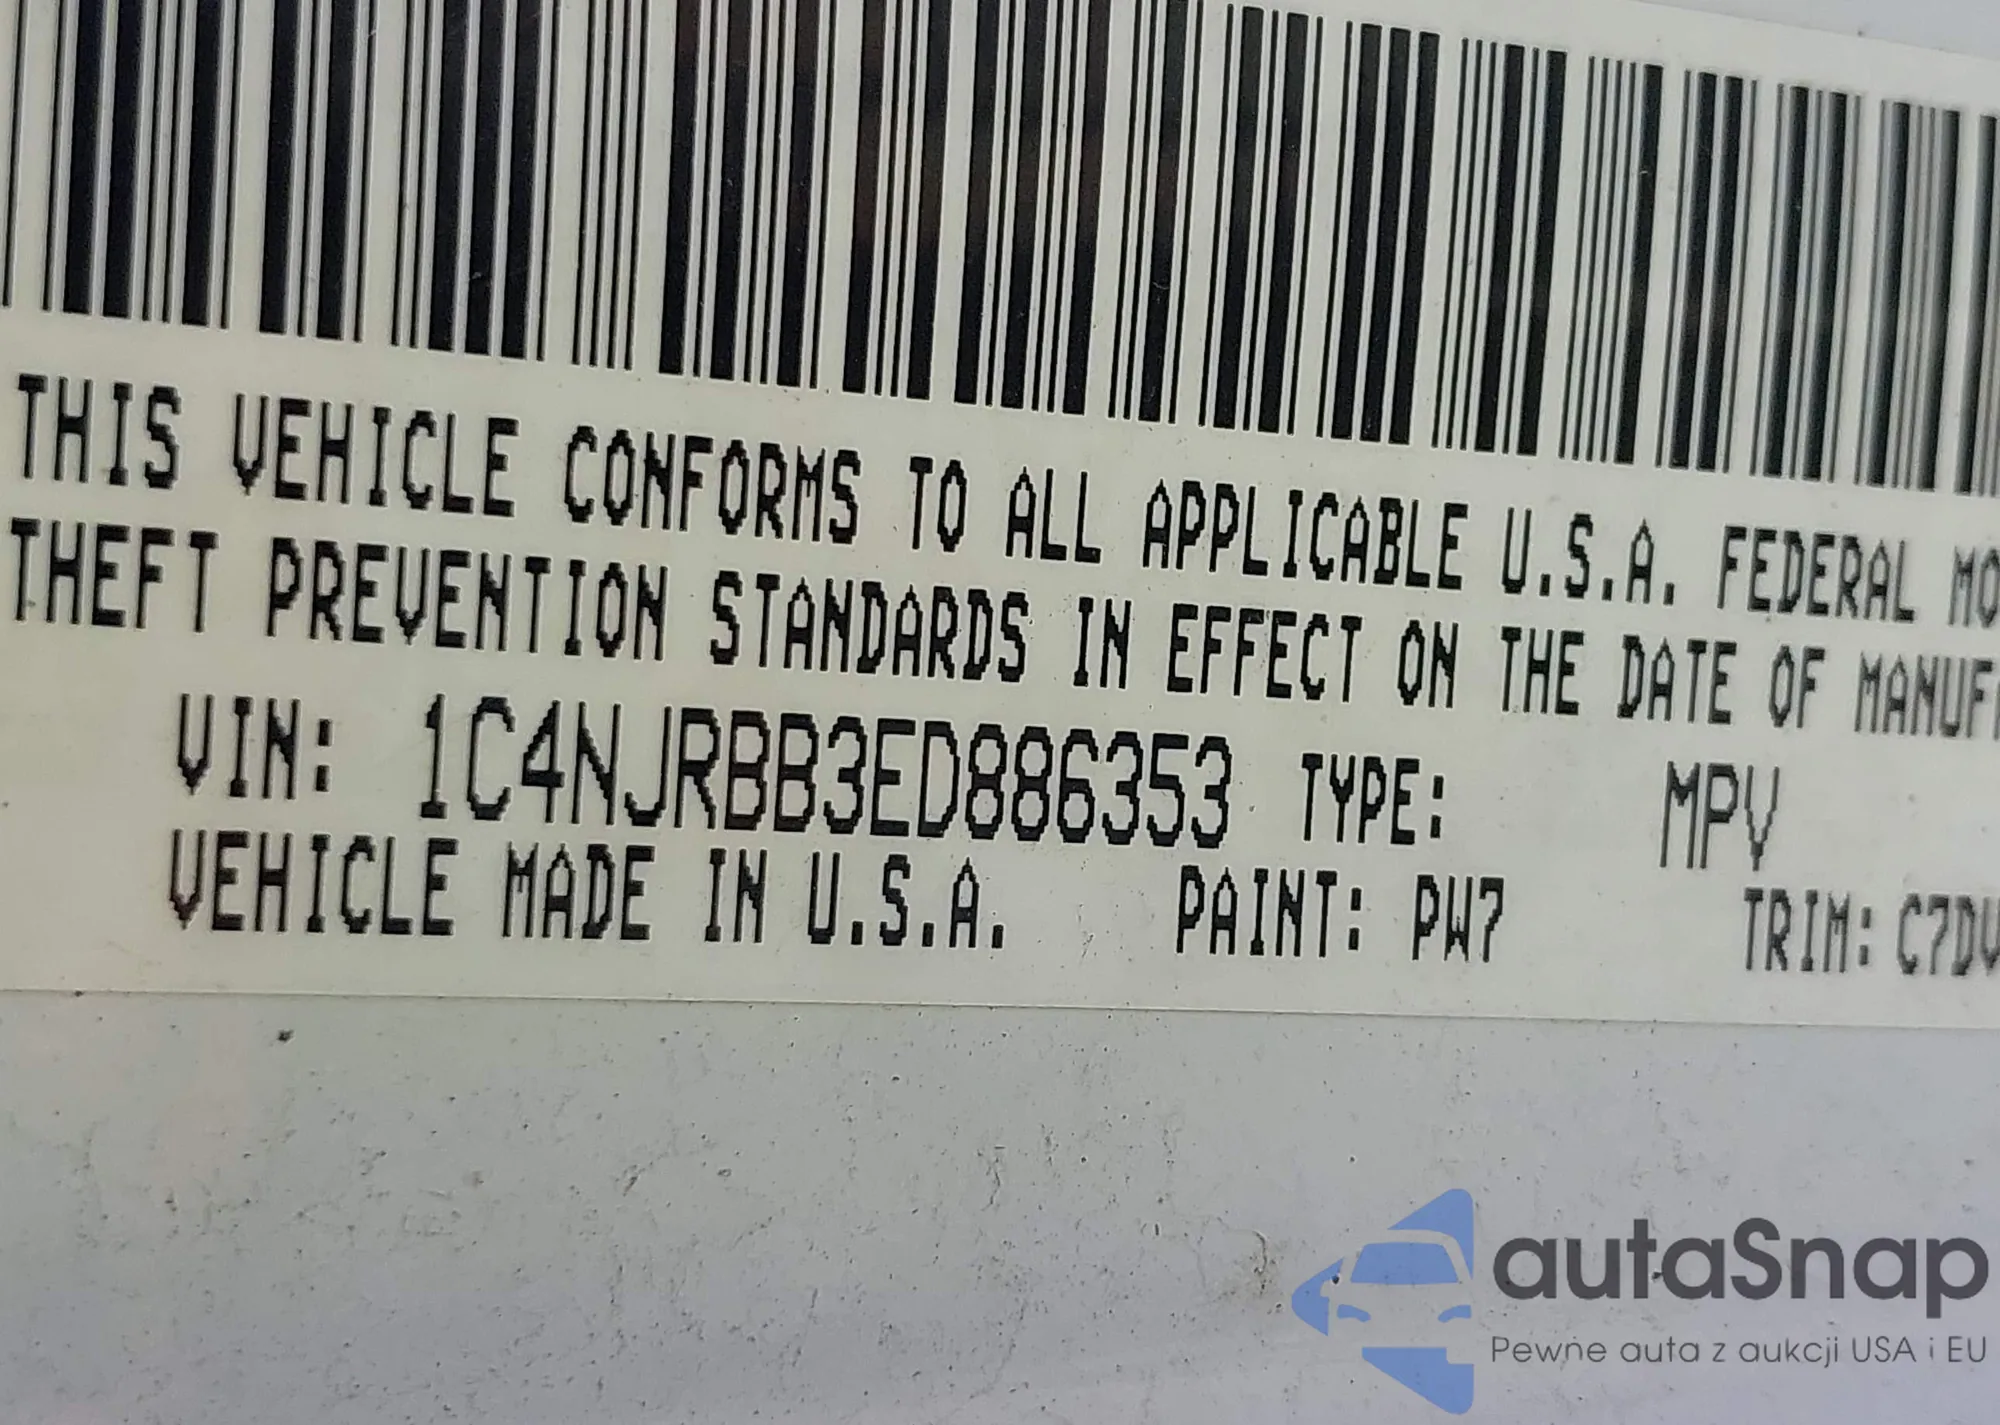 THIS VEHICLE CONFORMS TO ALL APPLICABLE U.S.A. FEDERAL MO
THEFT PREVENTION STANDARDS IN EFFECT ON THE DATE OF MANUF
VIN: 1C4NJRBB3ED886353 TYPE: MPV
VEHICLE MADE IN U.S.A. PAINT: PW7 TRIM: C7DV
autaSnap
Pewne auta z aukcji USA i EU